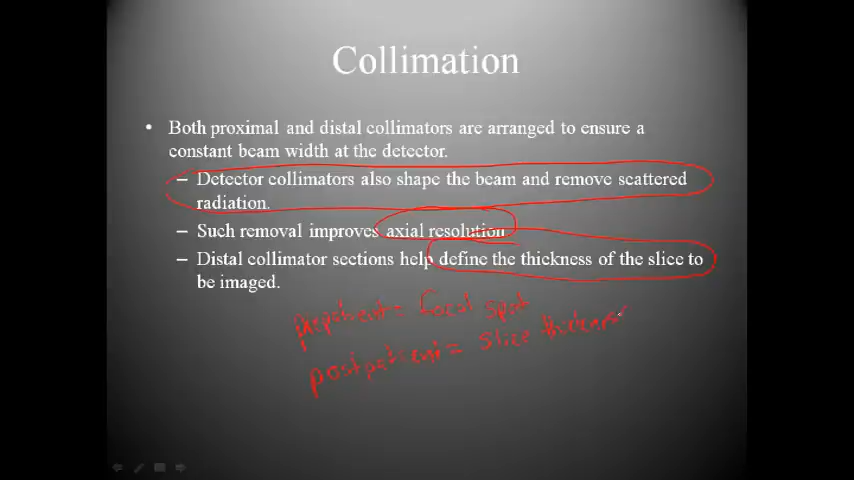 Collimation
• Both proximal and distal collimators are arranged to ensure a
constant beam width at the detector.
– Detector collimators also shape the beam and remove scattered
radiation.
– Such removal improves axial resolution
– Distal collimator sections help define the thickness of the slice to
be imaged.
prepatient = focal spot
postpatient = slice thickness